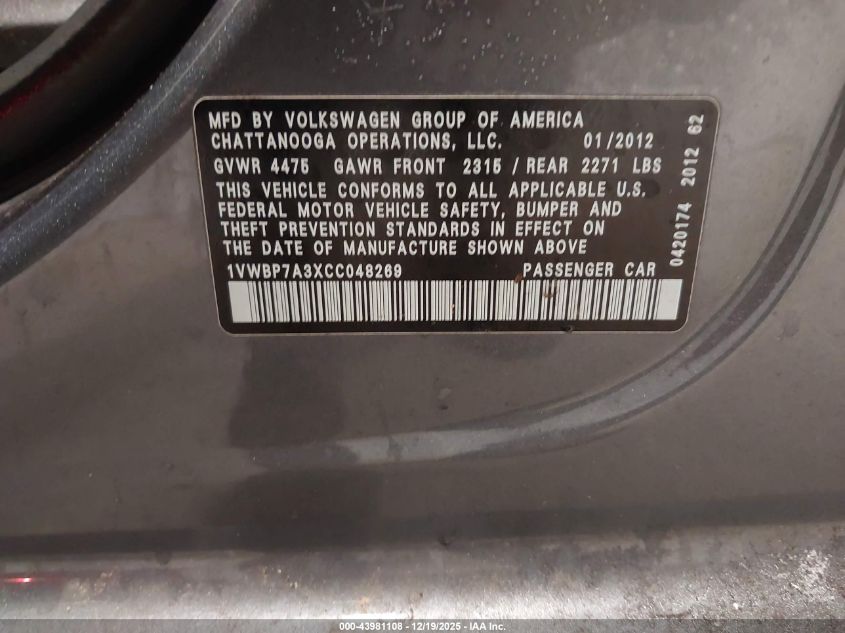 MFD BY VOLKSWAGEN GROUP OF AMERICA
CHATTANOOGA OPERATIONS, LLC. 01/2012
GVWR 4475 GAWR FRONT 2315 / REAR 2271 LBS
THIS VEHICLE CONFORMS TO ALL APPLICABLE U.S.
FEDERAL MOTOR VEHICLE SAFETY, BUMPER AND
THEFT PREVENTION STANDARDS IN EFFECT ON
THE DATE OF MANUFACTURE SHOWN ABOVE
1VWBP7A3XCC048269 PASSENGER CAR
0420174 2012 62
000-43981108 - 12/19/2025 - IAA Inc.